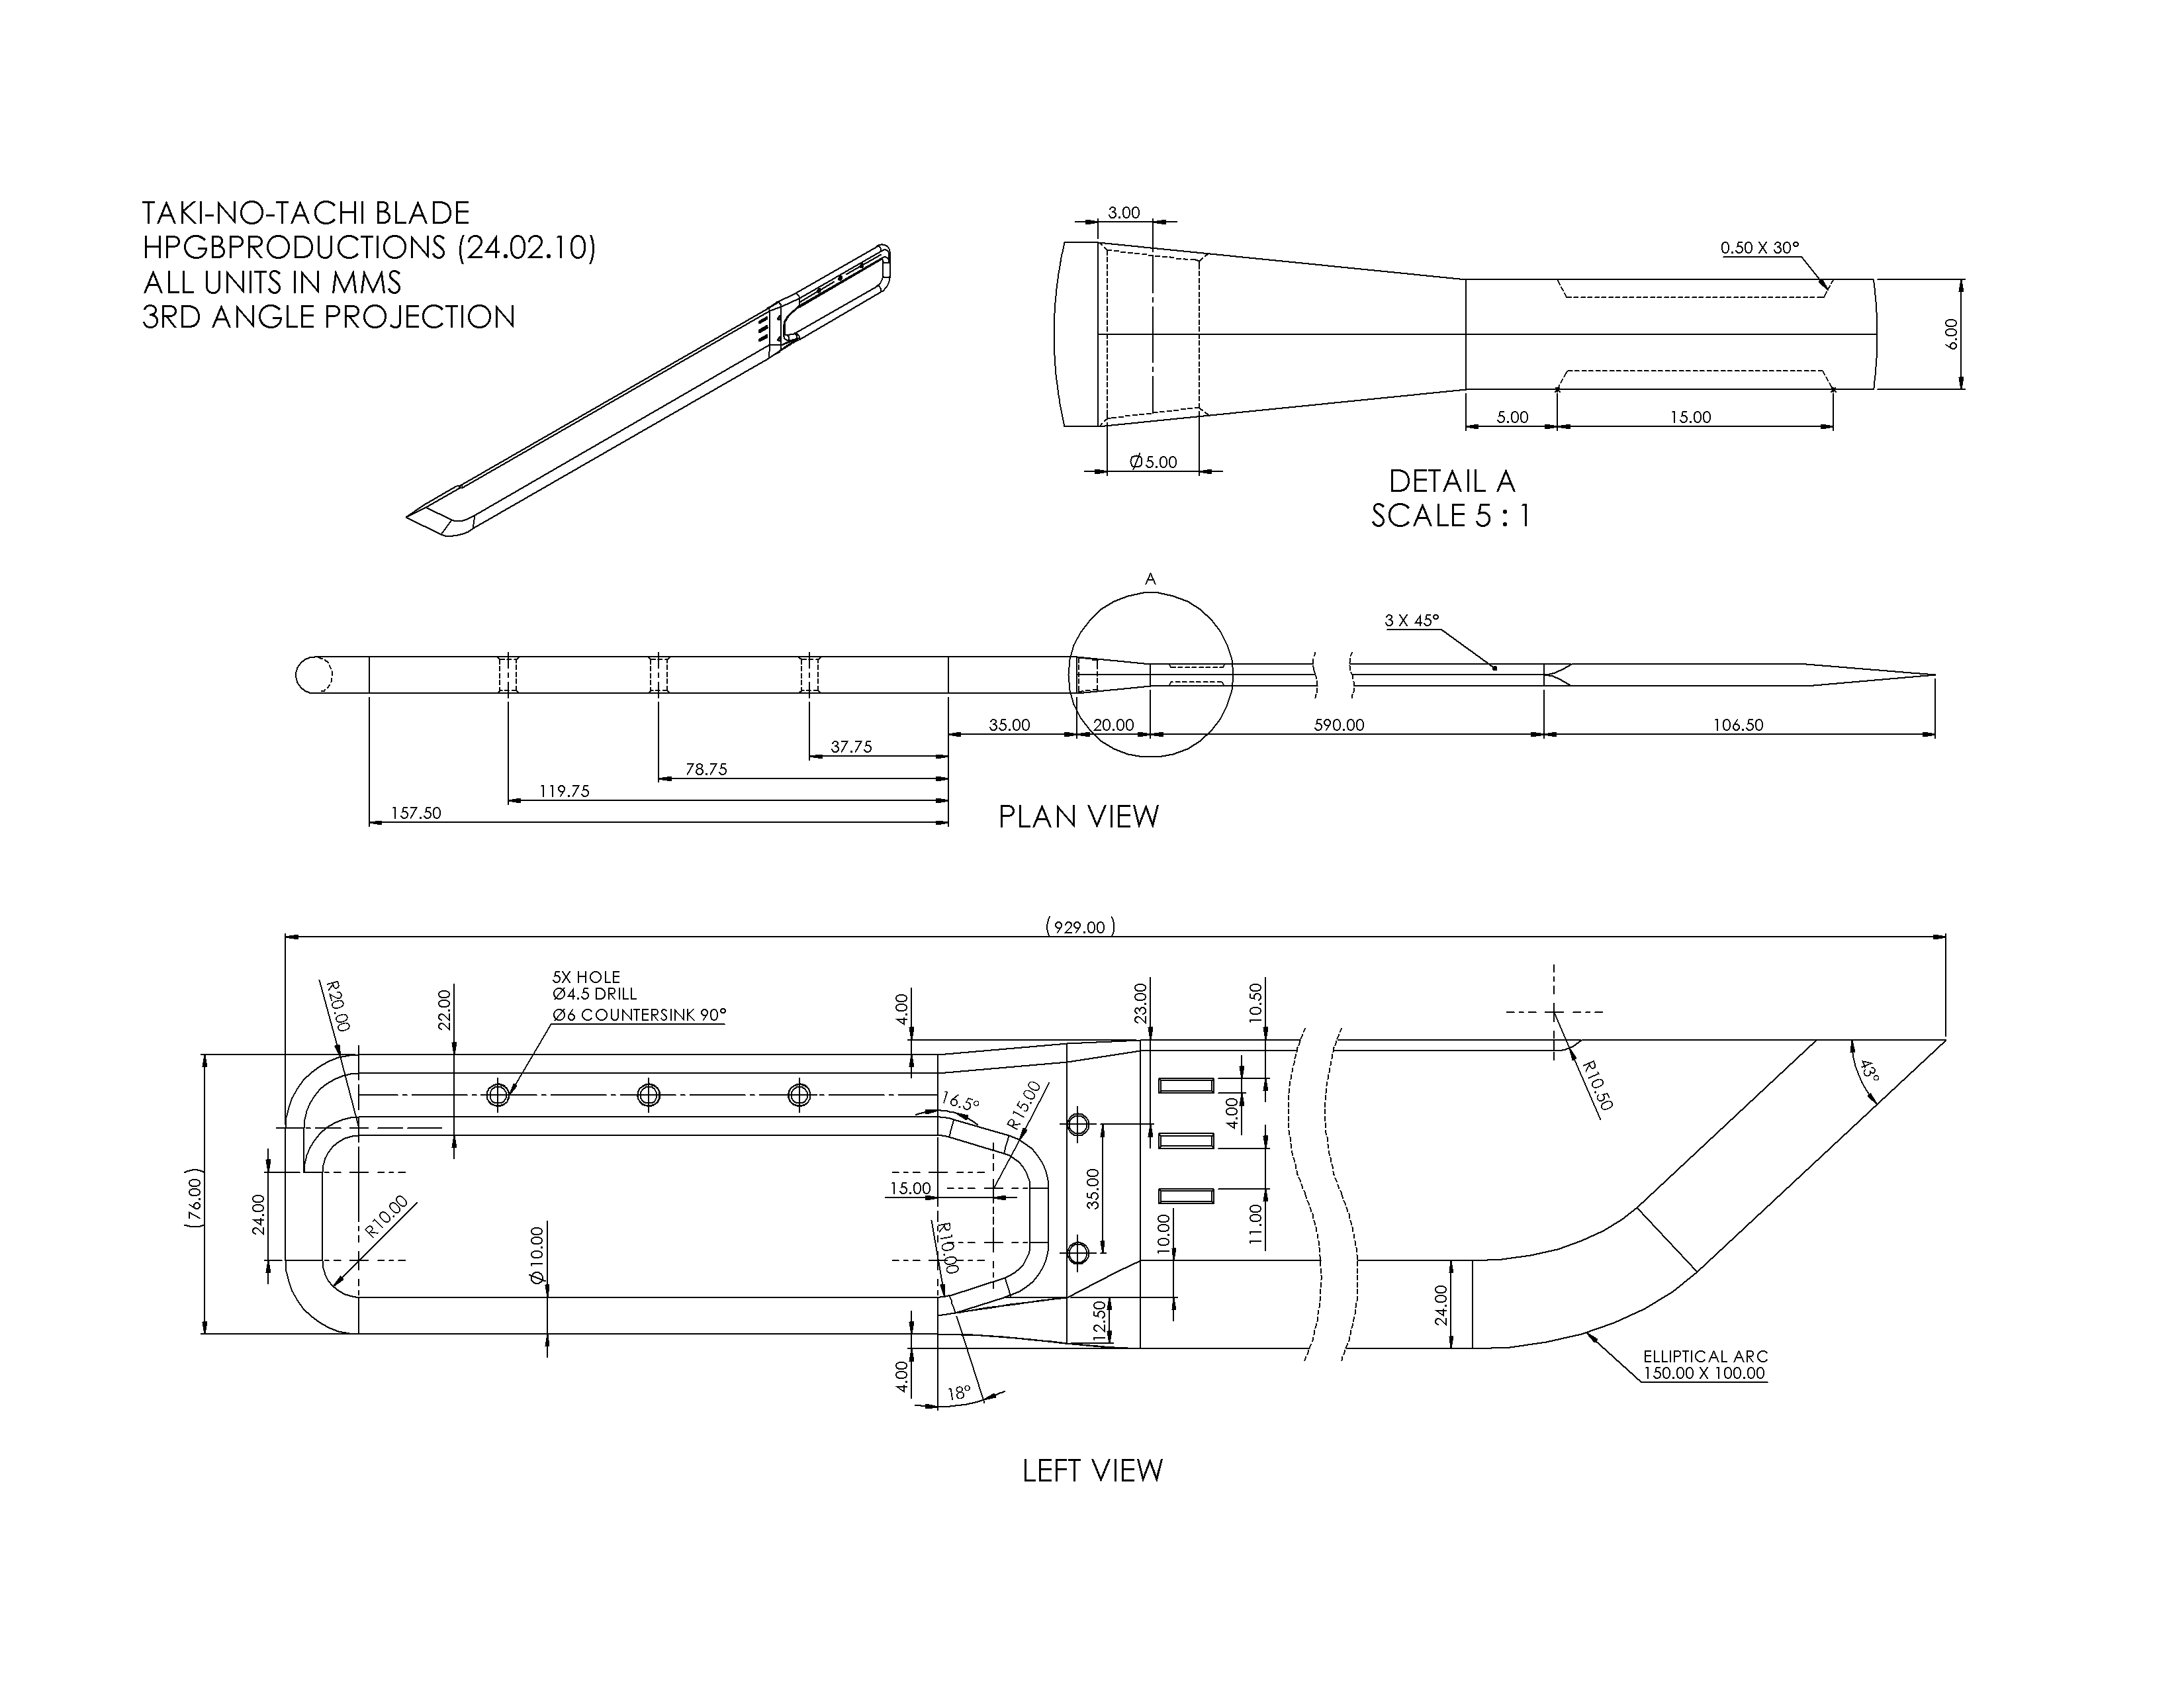 TAKI-NO-TACHI BLADE
HPGBPRODUCTIONS (24.02.10)
ALL UNITS IN MMS
3RD ANGLE PROJECTION
3.00
0.50 X 30°
6.00
5.00
15.00
Ø5.00
DETAIL A
SCALE 5 : 1
A
3 X 45°
35.00
20.00
590.00
106.50
37.75
78.75
119.75
157.50
PLAN VIEW
(929.00)
5X HOLE
Ø4.5 DRILL
Ø6 COUNTERSINK 90°
R20.00
22.00
4.00
23.00
10.50
16.5°
R15.00
4.00
R10.50
43°
(76.00)
24.00
R10.00
15.00
35.00
11.00
10.00
R10.00
Ø10.00
12.50
24.00
4.00
18°
ELLIPTICAL ARC
150.00 X 100.00
LEFT VIEW